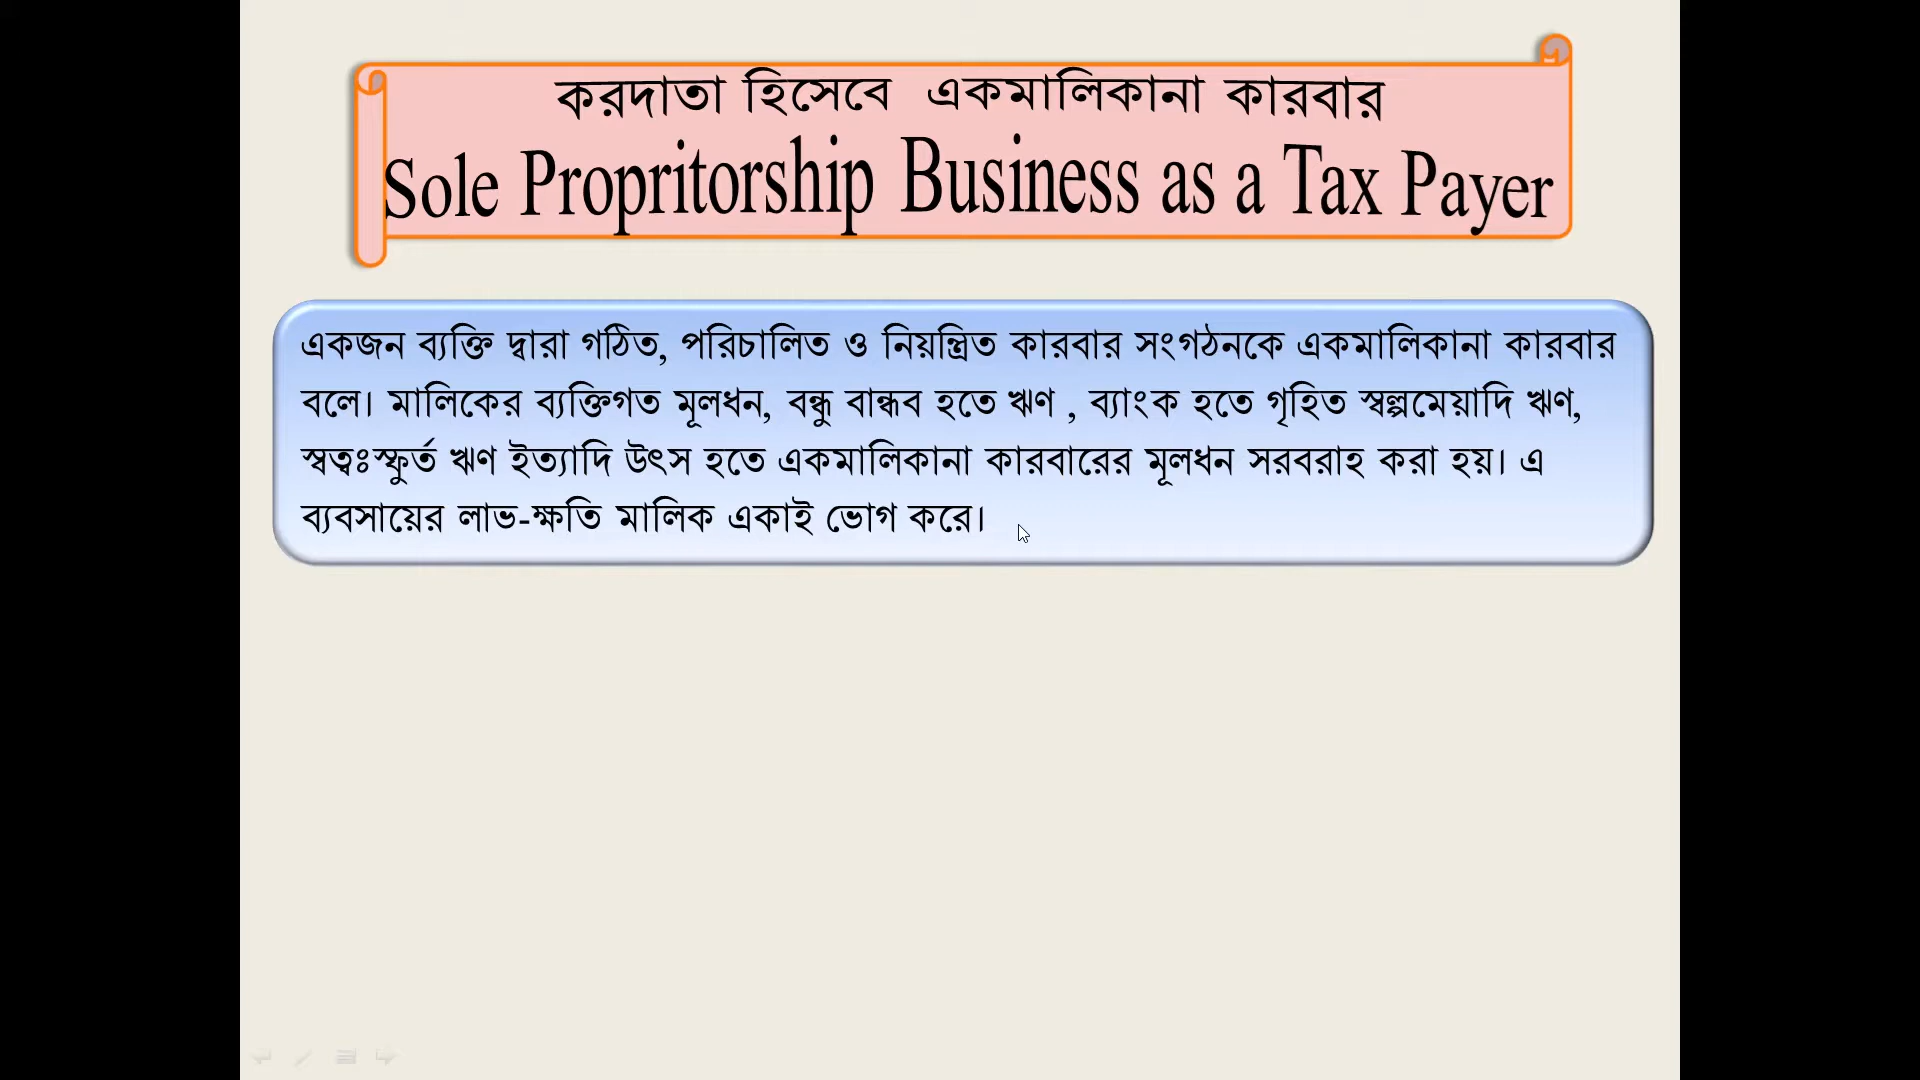 করদাতা হিসেবে একমালিকানা কারবার
Sole Propritorship Business as a Tax Payer
একজন ব্যক্তি দ্বারা গঠিত, পরিচালিত ও নিয়ন্ত্রিত কারবার সংগঠনকে একমালিকানা কারবার
বলে। মালিকের ব্যক্তিগত মূলধন, বন্ধু বান্ধব হতে ঋণ , ব্যাংক হতে গৃহিত স্বল্পমেয়াদি ঋণ,
স্বত্বঃস্ফুর্ত ঋণ ইত্যাদি উৎস হতে একমালিকানা কারবারের মূলধন সরবরাহ করা হয়। এ
ব্যবসায়ের লাভ-ক্ষতি মালিক একাই ভোগ করে।